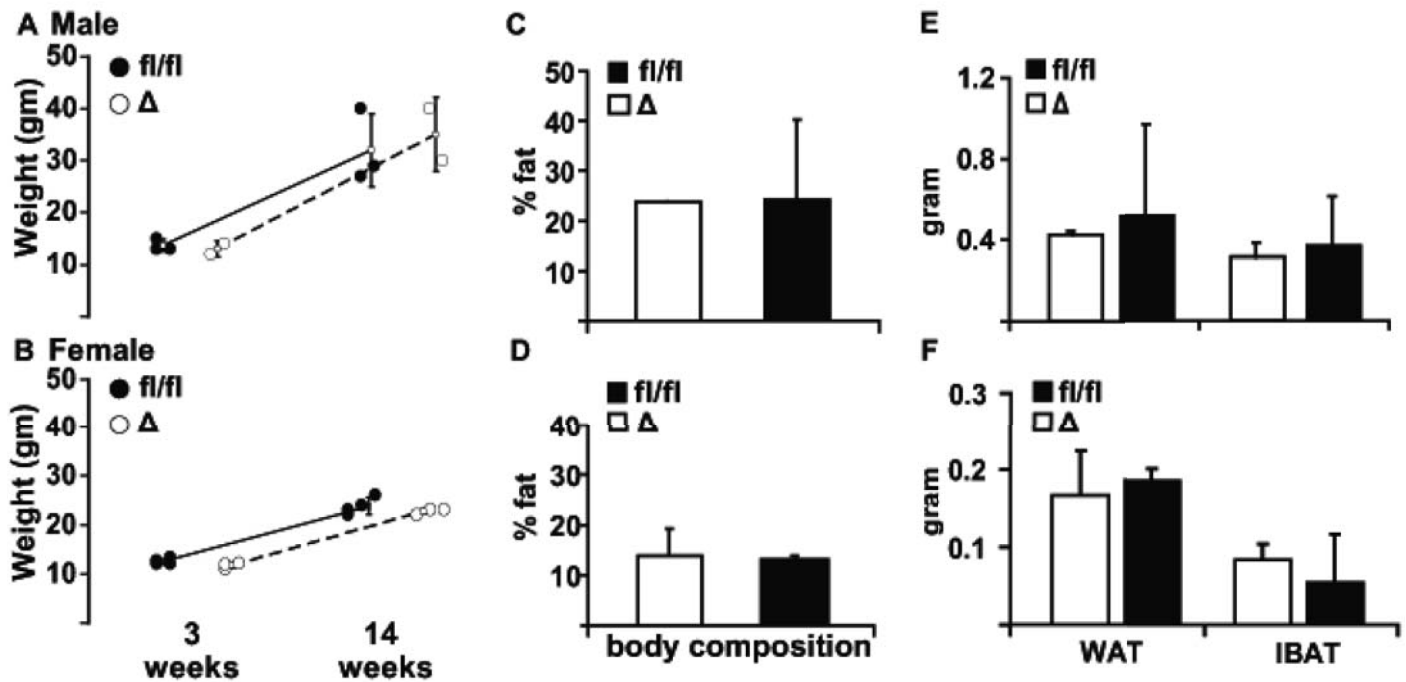 A Male
Weight (gm)
50
40
30
20
10
fl/fl
Δ
B Female
Weight (gm)
50
40
30
20
10
fl/fl
Δ
3
weeks
14
weeks
C
% fat
50
40
30
20
10
fl/fl
Δ
D
% fat
40
30
20
10
fl/fl
Δ
body composition
E
gram
1.2
0.8
0.4
fl/fl
Δ
F
gram
0.3
0.2
0.1
fl/fl
Δ
WAT
IBAT